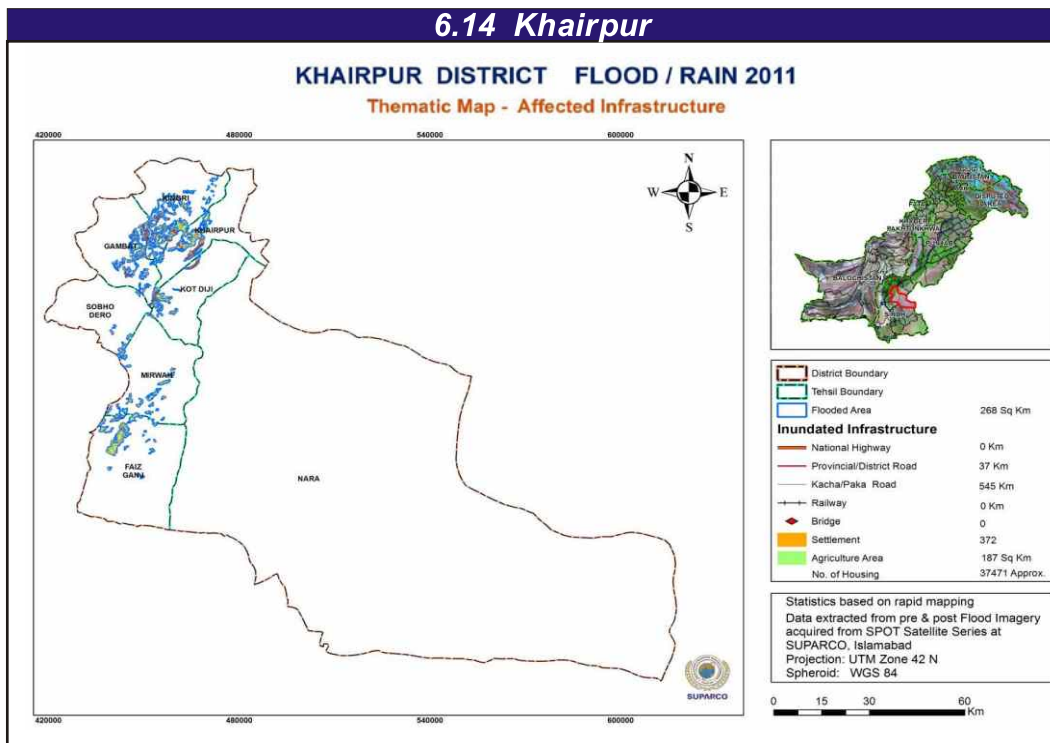 6.14 Khairpur
KHAIRPUR DISTRICT FLOOD / RAIN 2011
Thematic Map - Affected Infrastructure
420000 480000 540000 600000
N
W E
S
KINGRI
KHAIRPUR
GAMBAT
KOT DIJI
SOBHO
DERO
MIRWAH
FAIZ
GANJ
NARA
SUPARCO
420000 480000 540000 600000
BALOCHISTAN
District Boundary
Tehsil Boundary
Flooded Area 268 Sq Km
Inundated Infrastructure
National Highway 0 Km
Provincial/District Road 37 Km
Kacha/Paka Road 545 Km
Railway 0 Km
Bridge 0
Settlement 372
Agriculture Area 187 Sq Km
No. of Housing 37471 Approx.
Statistics based on rapid mapping
Data extracted from pre & post Flood Imagery
acquired from SPOT Satellite Series at
SUPARCO, Islamabad
Projection: UTM Zone 42 N
Spheroid: WGS 84
0 15 30 60
Km